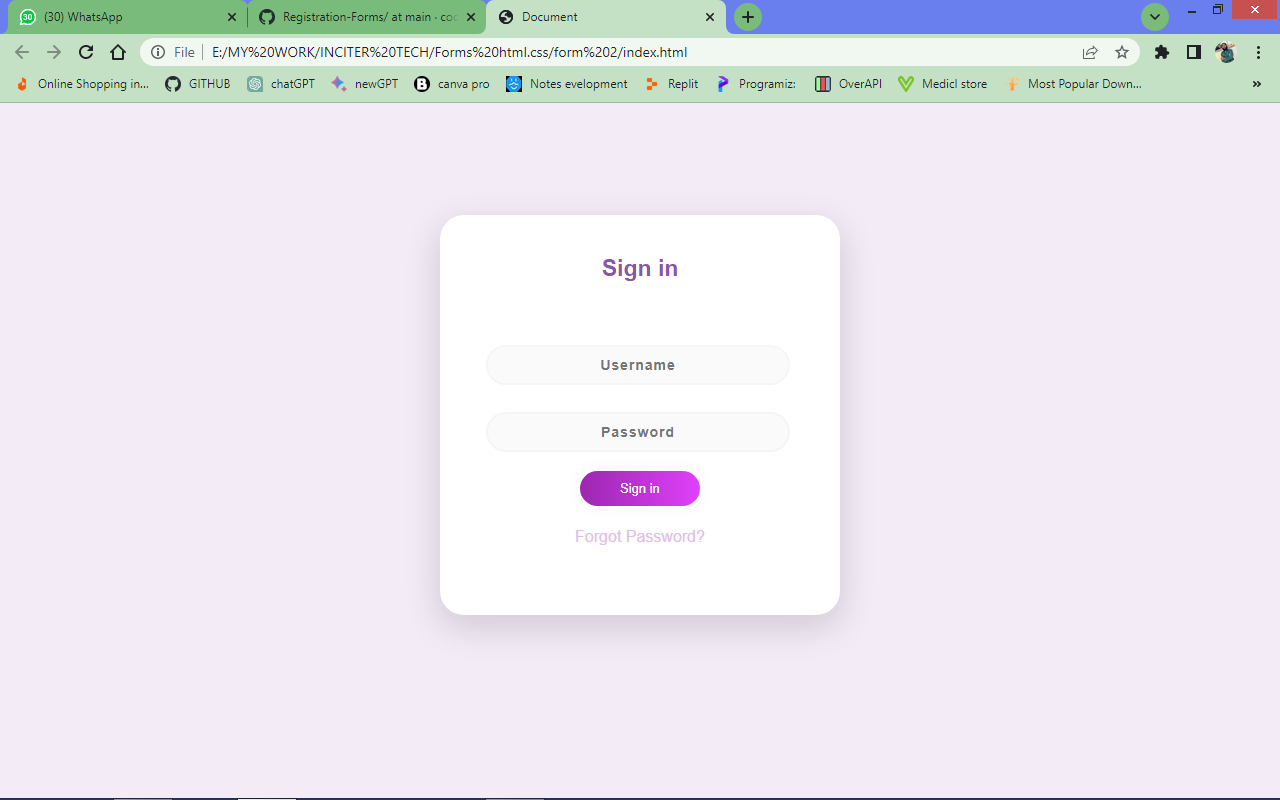 30 (30) WhatsApp
Registration-Forms/ at main · coc
Document
File E:/MY%20WORK/INCITER%20TECH/Forms%20html.css/form%202/index.html
Online Shopping in... GITHUB chatGPT newGPT B canva pro Notes evelopment Replit Programiz: OverAPI Medicl store Most Popular Down... »
Sign in
Username
Password
Sign in
Forgot Password?